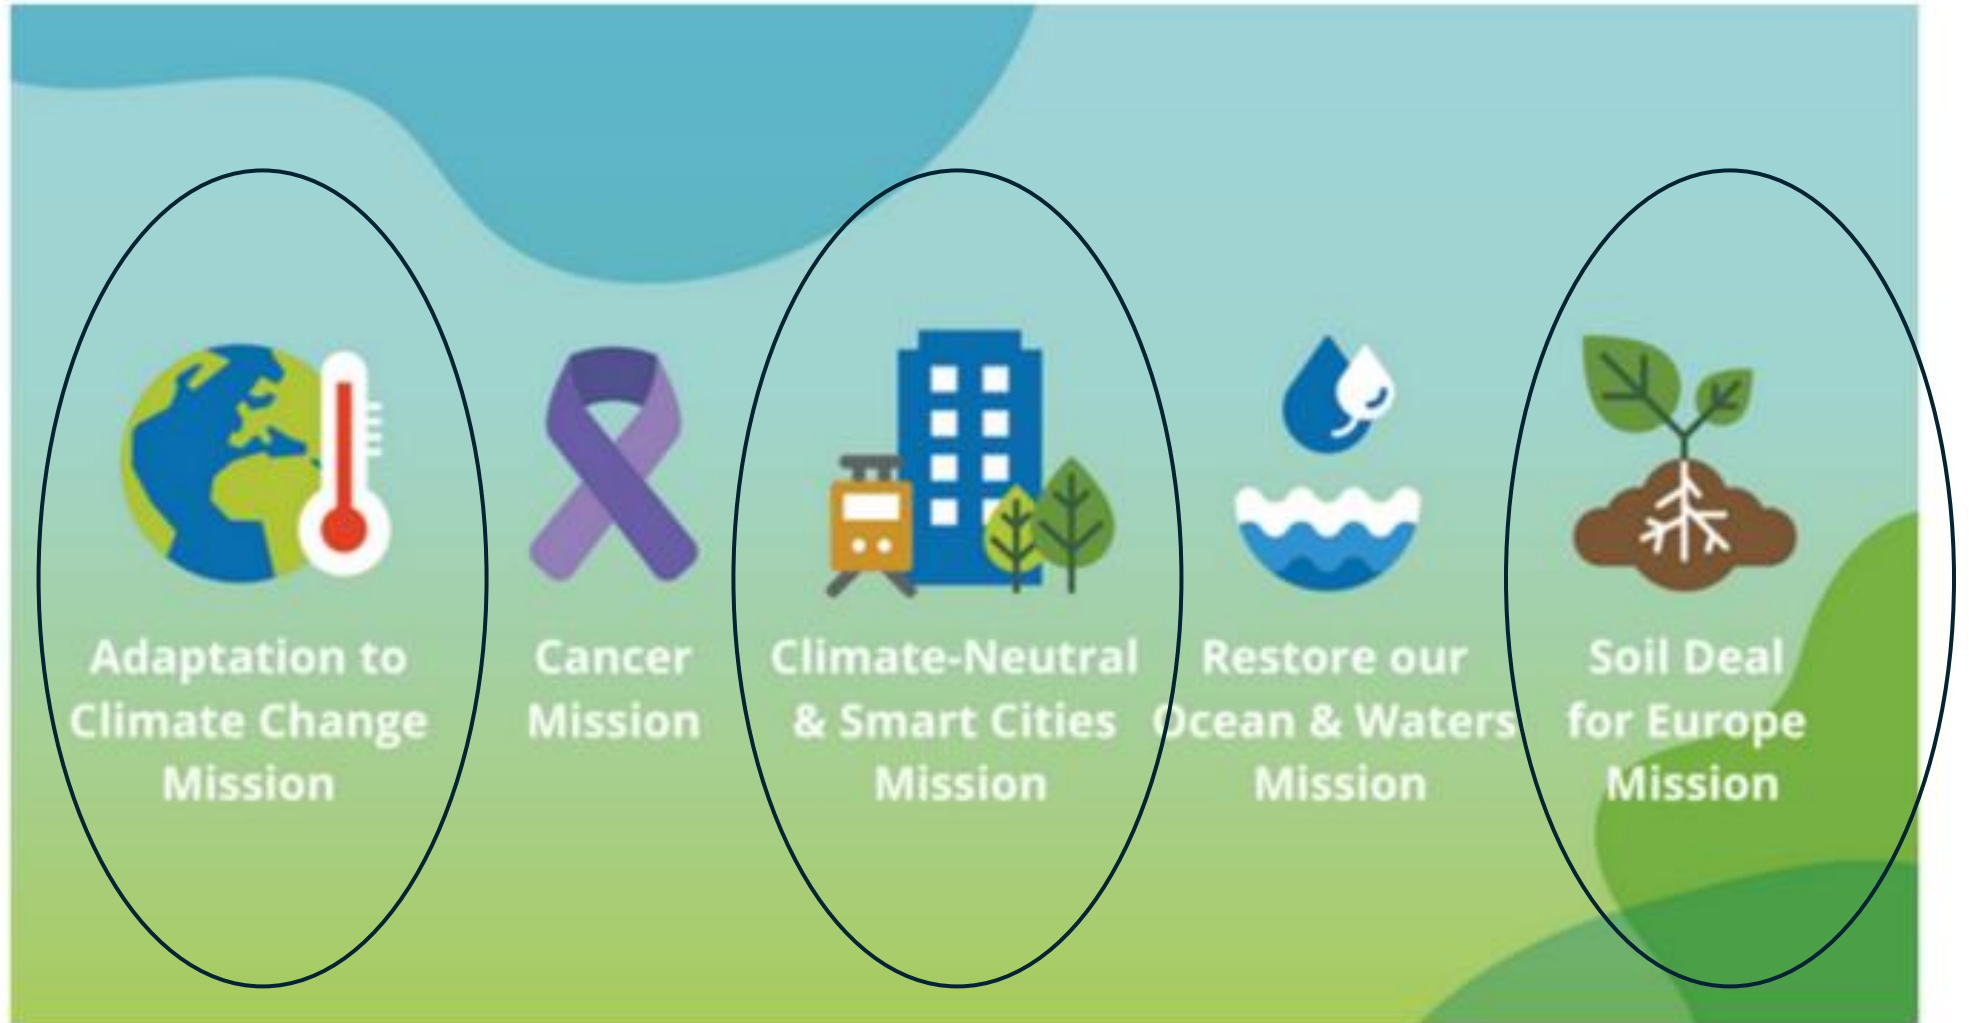 Adaptation to
Climate Change
Mission
Cancer
Mission
Climate-Neutral
& Smart Cities
Mission
Restore our
Ocean & Waters
Mission
Soil Deal
for Europe
Mission